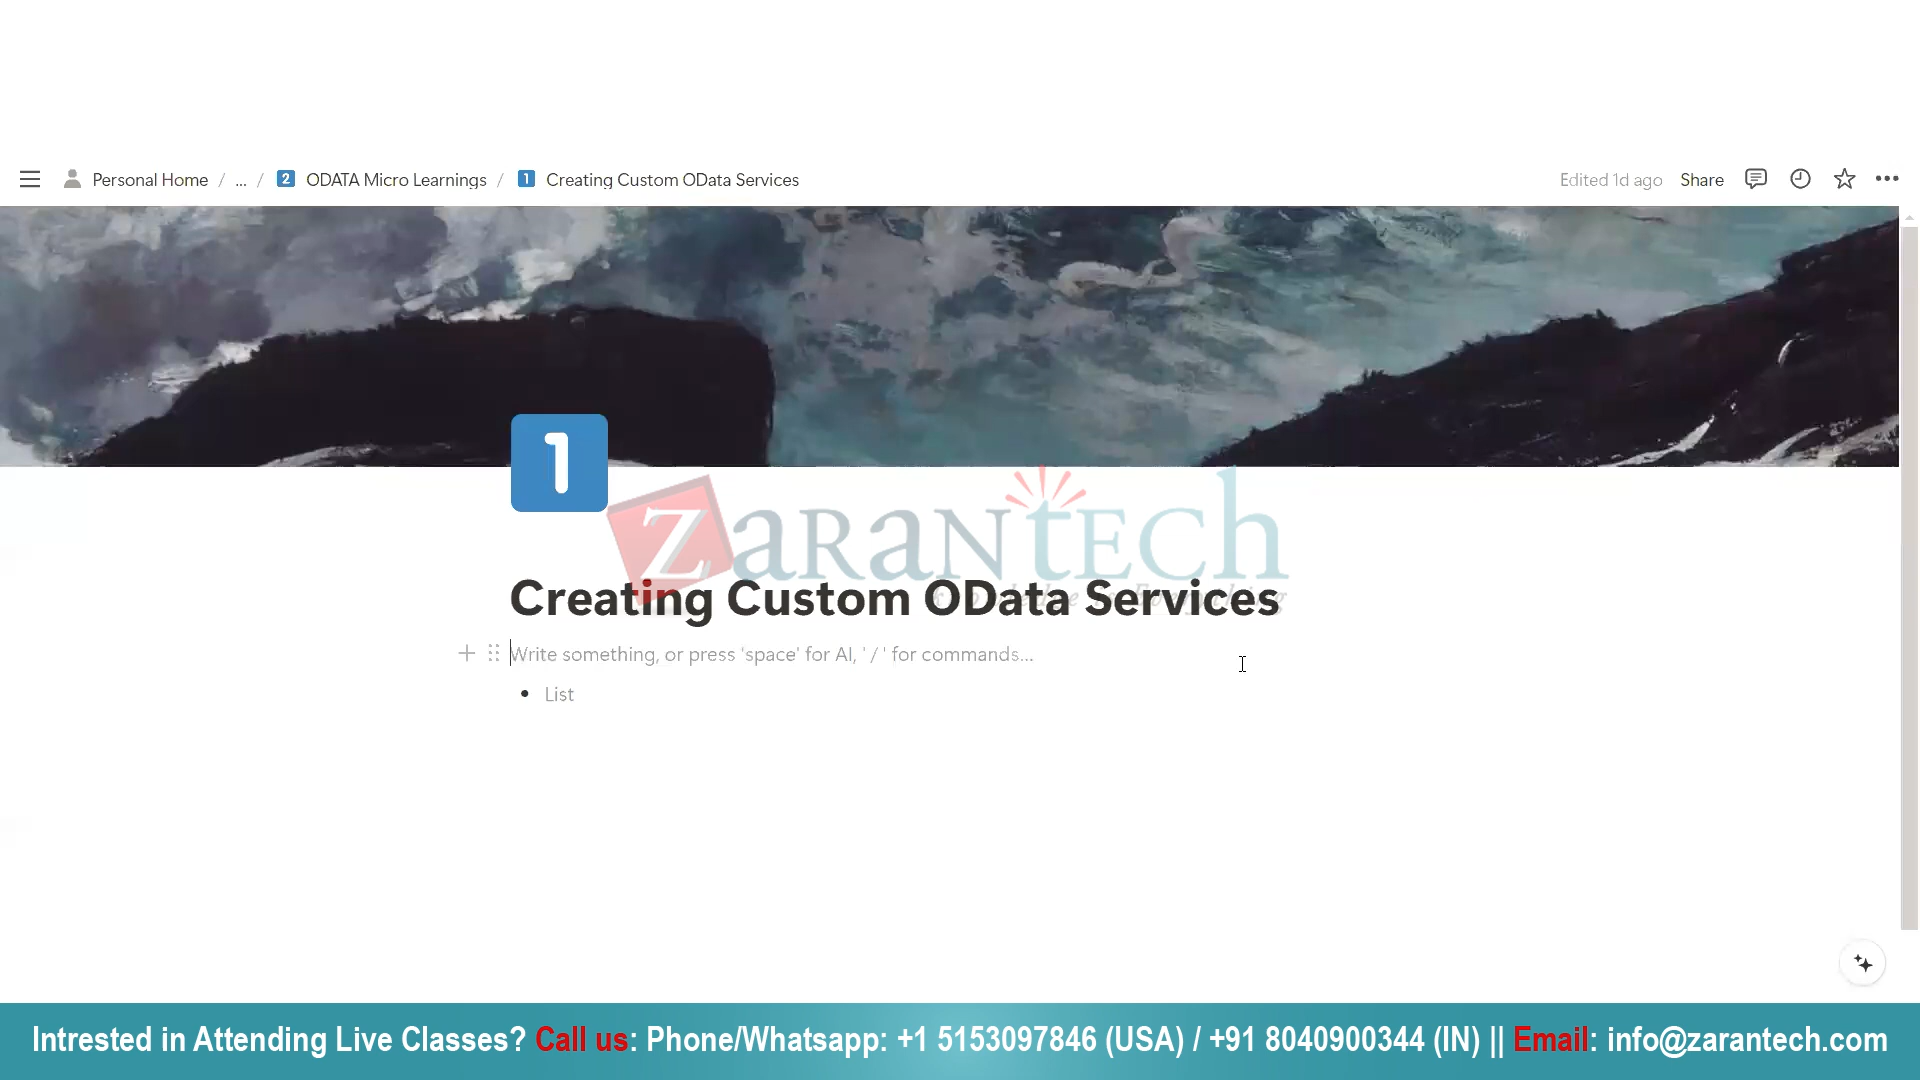 Personal Home / ... / 2 ODATA Micro Learnings / 1 Creating Custom OData Services
Edited 1d ago Share
1
ZARANTECH
Creating Custom OData Services
Write something, or press 'space' for AI, '/' for commands...
• List
Intrested in Attending Live Classes? Call us: Phone/Whatsapp: +1 5153097846 (USA) / +91 8040900344 (IN) || Email: info@zarantech.com